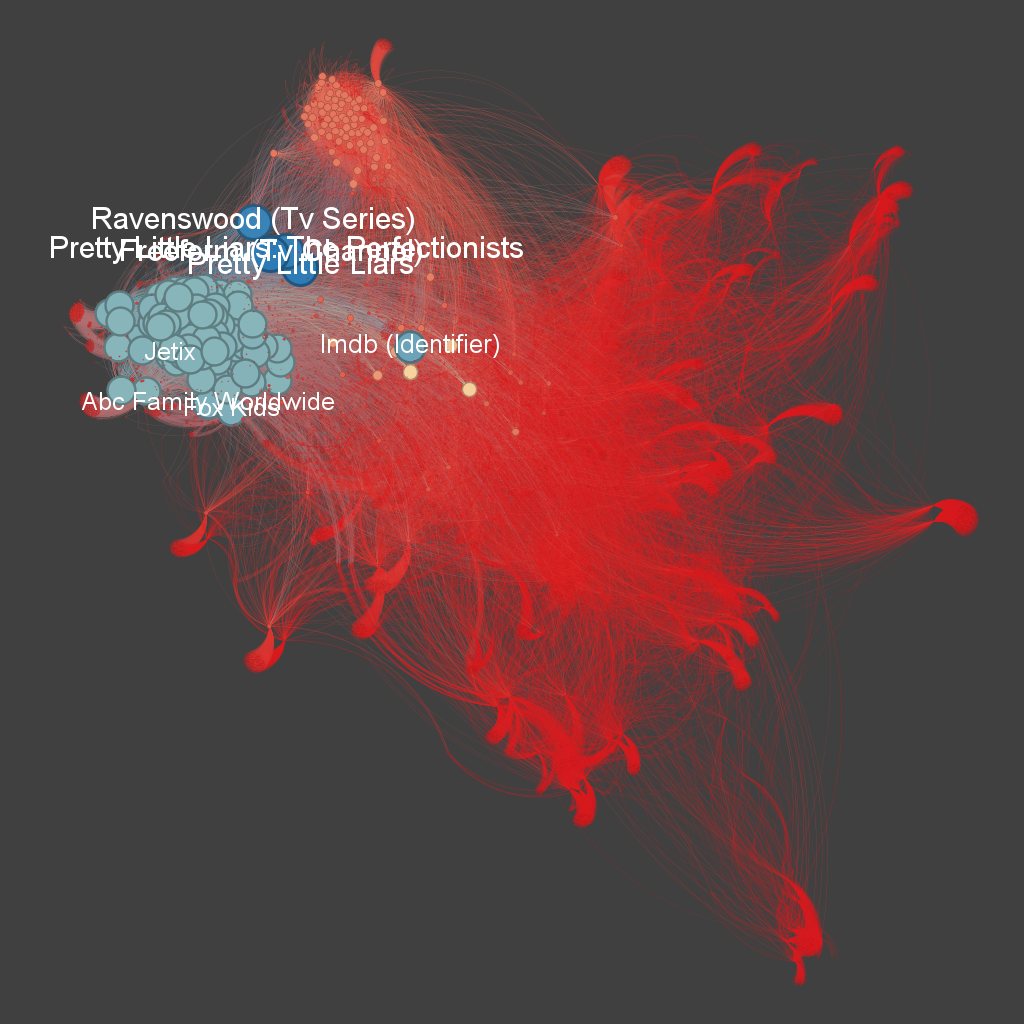 Ravenswood (Tv Series)
Pretty Little Liars: The Perfectionists
Freeform (Tv Channel)
Pretty Little Liars
Imdb (Identifier)
Jetix
Abc Family Worldwide
Fox Kids